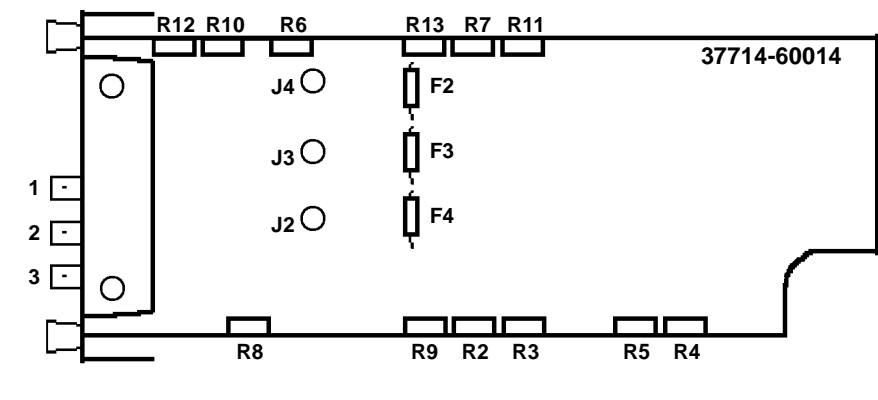 R12 R10 R6 R13 R7 R11
37714-60014
J4 F2
J3 F3
1
J2 F4
2
3
R8 R9 R2 R3 R5 R4